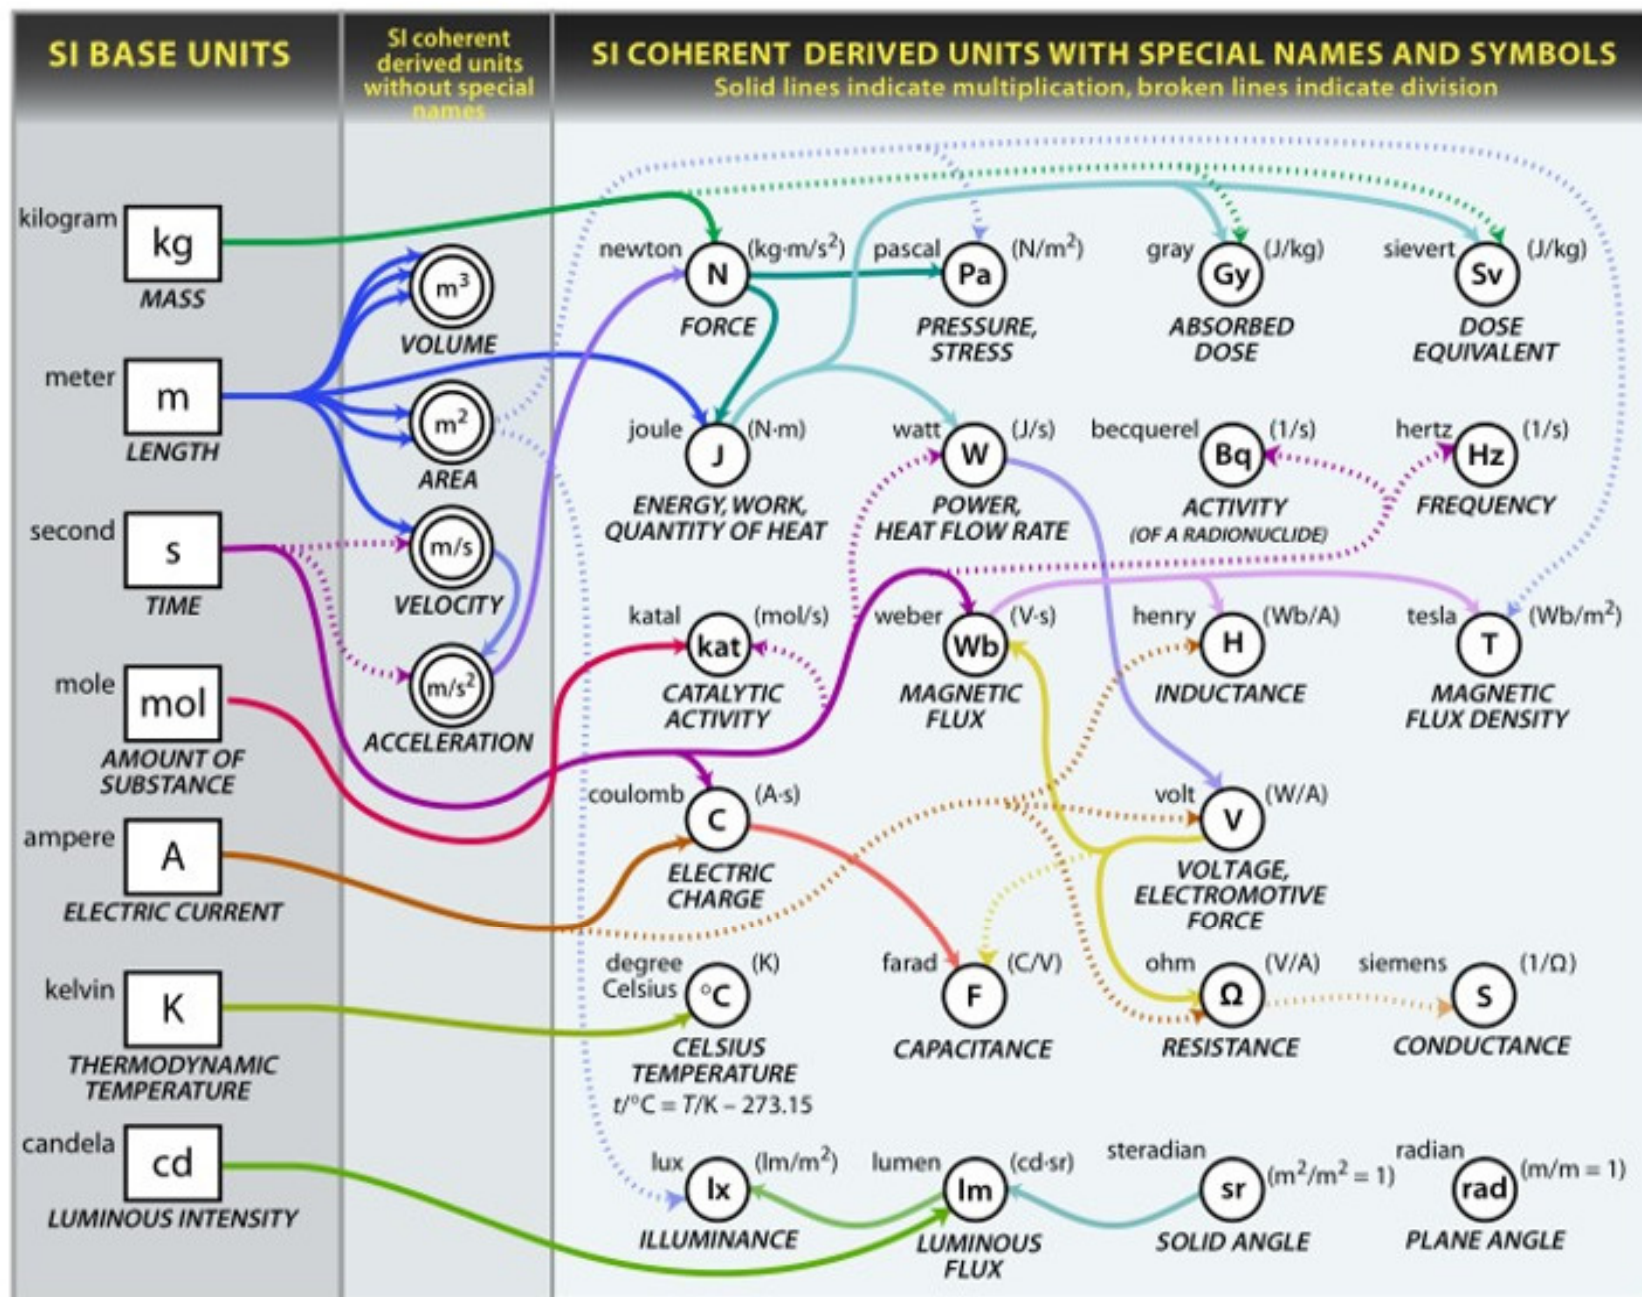 SI BASE UNITS
SI coherent
derived units
without special
names
SI COHERENT DERIVED UNITS WITH SPECIAL NAMES AND SYMBOLS
Solid lines indicate multiplication, broken lines indicate division
kilogram
kg
MASS
meter
m
LENGTH
second
s
TIME
mole
mol
AMOUNT OF
SUBSTANCE
ampere
A
ELECTRIC CURRENT
kelvin
K
THERMODYNAMIC
TEMPERATURE
candela
cd
LUMINOUS INTENSITY
m³
VOLUME
m²
AREA
m/s
VELOCITY
m/s²
ACCELERATION
newton
N
(kg·m/s²)
FORCE
pascal
Pa
(N/m²)
PRESSURE,
STRESS
gray
Gy
(J/kg)
ABSORBED
DOSE
sievert
Sv
(J/kg)
DOSE
EQUIVALENT
joule
J
(N·m)
ENERGY, WORK,
QUANTITY OF HEAT
watt
W
(J/s)
POWER,
HEAT FLOW RATE
becquerel
Bq
(1/s)
ACTIVITY
(OF A RADIONUCLIDE)
hertz
Hz
(1/s)
FREQUENCY
katal
kat
(mol/s)
CATALYTIC
ACTIVITY
weber
Wb
(V·s)
MAGNETIC
FLUX
henry
H
(Wb/A)
INDUCTANCE
tesla
T
(Wb/m²)
MAGNETIC
FLUX DENSITY
coulomb
C
(A·s)
ELECTRIC
CHARGE
volt
V
(W/A)
VOLTAGE,
ELECTROMOTIVE
FORCE
degree
Celsius
°C
(K)
CELSIUS
TEMPERATURE
t/°C = T/K – 273.15
farad
F
(C/V)
CAPACITANCE
ohm
Ω
(V/A)
RESISTANCE
siemens
S
(1/Ω)
CONDUCTANCE
lux
lx
(lm/m²)
ILLUMINANCE
lumen
lm
(cd·sr)
LUMINOUS
FLUX
steradian
sr
(m²/m² = 1)
SOLID ANGLE
radian
rad
(m/m = 1)
PLANE ANGLE